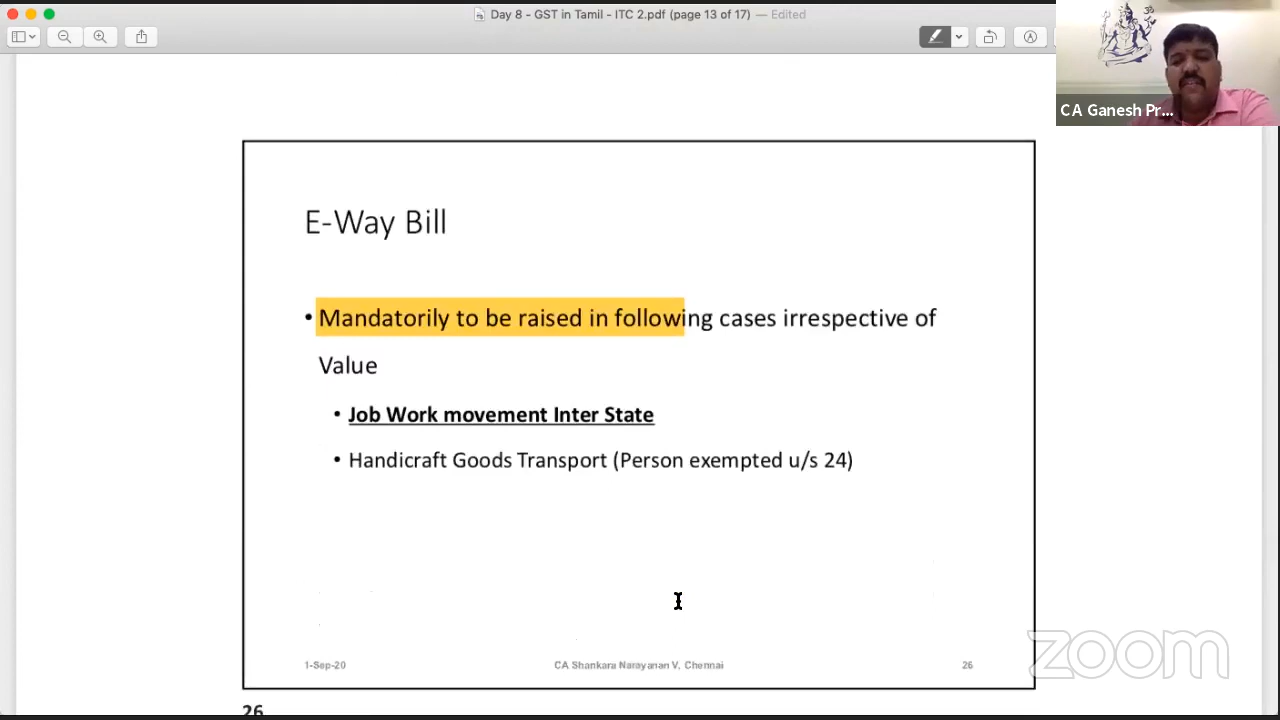 Day 8 - GST in Tamil - ITC 2.pdf (page 13 of 17) — Edited
CA Ganesh Pr...
E-Way Bill
• Mandatorily to be raised in following cases irrespective of
Value
• Job Work movement Inter State
• Handicraft Goods Transport (Person exempted u/s 24)
1-Sep-20
CA Shankara Narayanan V, Chennai
26
zoom
26